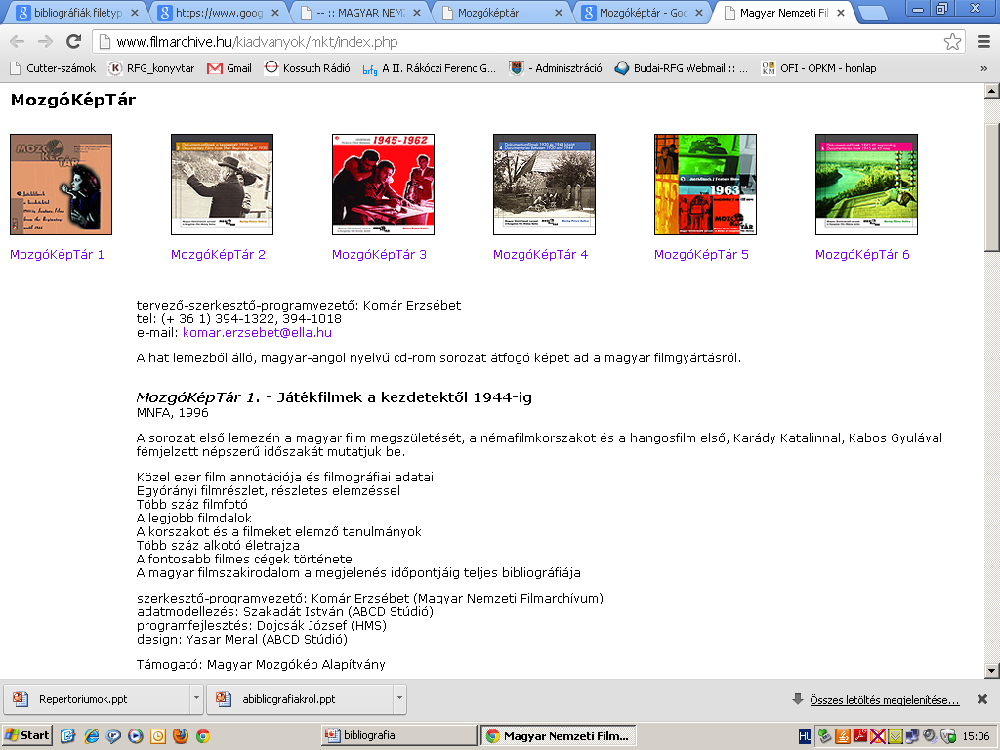 bibliográfiák filetyp
https://www.goog
-- :: MAGYAR NEMZ
Mozgóképtár
Mozgóképtár - Goo
Magyar Nemzeti Fil
www.filmarchive.hu/kiadvanyok/mkt/index.php
Cutter-számok
RFG_konyvtar
Gmail
Kossuth Rádió
brfg A II. Rákóczi Ferenc G...
- Adminisztráció
Budai-RFG Webmail :: ...
OFI - OPKM - honlap
»
MozgóKépTár
1945-1962
1963
MozgóKépTár 1
MozgóKépTár 2
MozgóKépTár 3
MozgóKépTár 4
MozgóKépTár 5
MozgóKépTár 6
tervező-szerkesztő-programvezető: Komár Erzsébet
tel: (+ 36 1) 394-1322, 394-1018
e-mail: komar.erzsebet@ella.hu
A hat lemezből álló, magyar-angol nyelvű cd-rom sorozat átfogó képet ad a magyar filmgyártásról.
MozgóKépTár 1. - Játékfilmek a kezdetektől 1944-ig
MNFA, 1996
A sorozat első lemezén a magyar film megszületését, a némafilmkorszakot és a hangosfilm első, Karády Katalinnal, Kabos Gyulával
fémjelzett népszerű időszakát mutatjuk be.
Közel ezer film annotációja és filmográfiai adatai
Egyórányi filmrészlet, részletes elemzéssel
Több száz filmfotó
A legjobb filmdalok
A korszakot és a filmeket elemző tanulmányok
Több száz alkotó életrajza
A fontosabb filmes cégek története
A magyar filmszakirodalom a megjelenés időpontjáig teljes bibliográfiája
szerkesztő-programvezető: Komár Erzsébet (Magyar Nemzeti Filmarchívum)
adatmodellezés: Szakadát István (ABCD Stúdió)
programfejlesztés: Dojcsák József (HMS)
design: Yasar Meral (ABCD Stúdió)
Támogató: Magyar Mozgókép Alapítvány
Repertoriumok.ppt
abibliografiakrol.ppt
Összes letöltés megjelenítése...
Start
bibliografia
Magyar Nemzeti Film...
HU
15:06